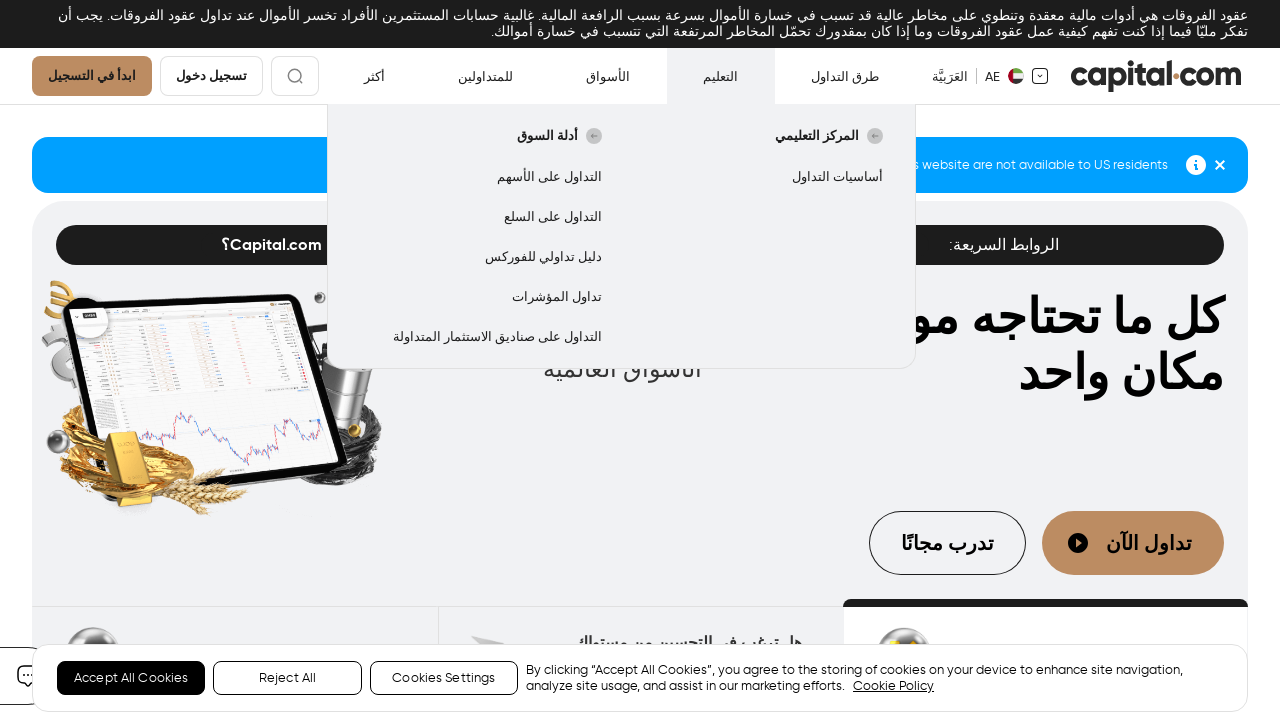 عقود الفروقات هي أدوات مالية معقدة وتنطوي على مخاطر عالية قد تسبب في خسارة الأموال بسرعة بسبب الرافعة المالية. غالبية حسابات المستثمرين الأفراد تخسر الأموال عند تداول عقود الفروقات. يجب أن
تفكر مليًّا فيما إذا كنت تفهم كيفية عمل عقود الفروقات وما إذا كان بمقدورك تحمّل المخاطر المرتفعة التي تتسبب في خسارة أموالك.
capital.com
AE
العَرَبيَّة
طرق التداول
التعليم
الأسواق
للمتداولين
أكثر
تسجيل دخول
ابدأ في التسجيل
المركز التعليمي
أساسيات التداول
أدلة السوق
التداول على الأسهم
التداول على السلع
دليل تداولي للفوركس
تداول المؤشرات
التداول على صناديق الاستثمار المتداولة
website are not available to US residents
الروابط السريعة:
Capital.com؟
كل ما تحتاجه
مكان واحد
الأسواق العالمية
تداول الآن
تدرب مجانًا
هل ترغب في التحسين من مستواك
By clicking “Accept All Cookies”, you agree to the storing of cookies on your device to enhance site navigation,
analyze site usage, and assist in our marketing efforts. Cookie Policy
Cookies Settings
Reject All
Accept All Cookies